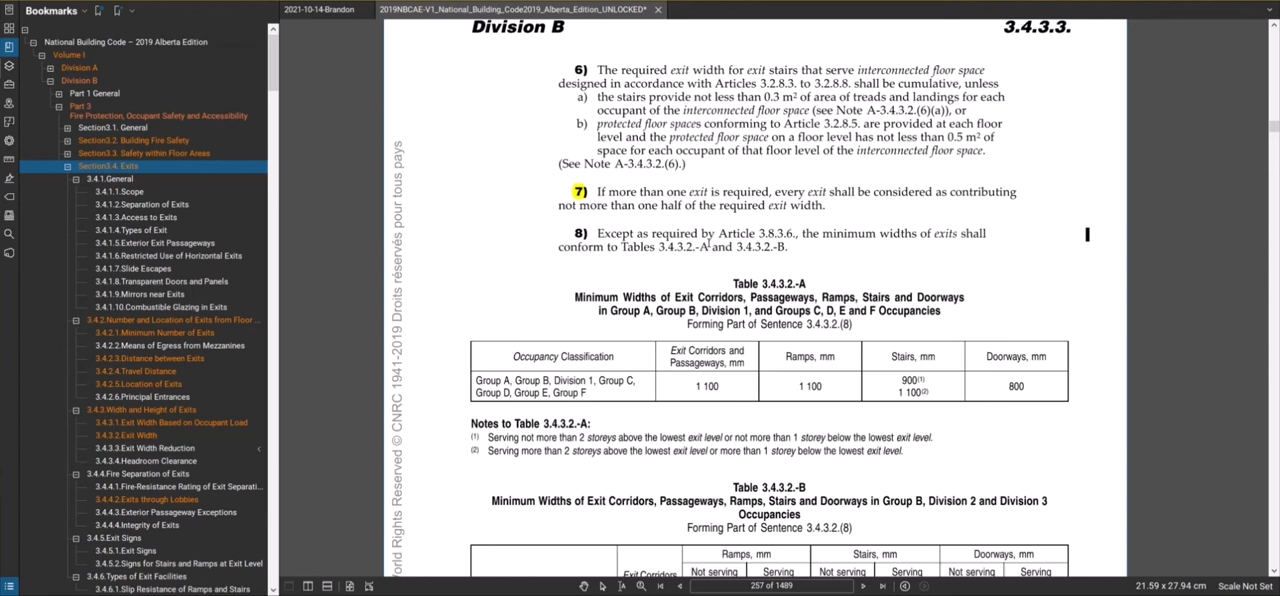 Bookmarks
2021-10-14-Brandon
2019NBCAE-V1_National_Building_Code2019_Alberta_Edition_UNLOCKED*
National Building Code – 2019 Alberta Edition
Volume I
Division A
Division B
Part 1 General
Part 3
Fire Protection, Occupant Safety and Accessibility
Section3.1. General
Section3.2. Building Fire Safety
Section3.3. Safety within Floor Areas
Section3.4. Exits
3.4.1.General
3.4.1.1.Scope
3.4.1.2.Separation of Exits
3.4.1.3.Access to Exits
3.4.1.4.Types of Exit
3.4.1.5.Exterior Exit Passageways
3.4.1.6.Restricted Use of Horizontal Exits
3.4.1.7.Slide Escapes
3.4.1.8.Transparent Doors and Panels
3.4.1.9.Mirrors near Exits
3.4.1.10.Combustible Glazing in Exits
3.4.2.Number and Location of Exits from Floor ...
3.4.2.1.Minimum Number of Exits
3.4.2.2.Means of Egress from Mezzanines
3.4.2.3.Distance between Exits
3.4.2.4.Travel Distance
3.4.2.5.Location of Exits
3.4.2.6.Principal Entrances
3.4.3.Width and Height of Exits
3.4.3.1.Exit Width Based on Occupant Load
3.4.3.2.Exit Width
3.4.3.3.Exit Width Reduction
3.4.3.4.Headroom Clearance
3.4.4.Fire Separation of Exits
3.4.4.1.Fire-Resistance Rating of Exit Separati...
3.4.4.2.Exits through Lobbies
3.4.4.3.Exterior Passageway Exceptions
3.4.4.4.Integrity of Exits
3.4.5.Exit Signs
3.4.5.1.Exit Signs
3.4.5.2.Signs for Stairs and Ramps at Exit Level
3.4.6.Types of Exit Facilities
3.4.6.1.Slip Resistance of Ramps and Stairs
Division B 3.4.3.3.
6) The required exit width for exit stairs that serve interconnected floor space
designed in accordance with Articles 3.2.8.3. to 3.2.8.8. shall be cumulative, unless
a) the stairs provide not less than 0.3 m² of area of treads and landings for each
occupant of the interconnected floor space (see Note A-3.4.3.2.(6)(a)), or
b) protected floor spaces conforming to Article 3.2.8.5. are provided at each floor
level and the protected floor space on a floor level has not less than 0.5 m² of
space for each occupant of that floor level of the interconnected floor space.
(See Note A-3.4.3.2.(6).)
7) If more than one exit is required, every exit shall be considered as contributing
not more than one half of the required exit width.
8) Except as required by Article 3.8.3.6., the minimum widths of exits shall
conform to Tables 3.4.3.2.-A and 3.4.3.2.-B.
Table 3.4.3.2.-A
Minimum Widths of Exit Corridors, Passageways, Ramps, Stairs and Doorways
in Group A, Group B, Division 1, and Groups C, D, E and F Occupancies
Forming Part of Sentence 3.4.3.2.(8)
Occupancy Classification Exit Corridors and Passageways, mm Ramps, mm Stairs, mm Doorways, mm
Group A, Group B, Division 1, Group C,
Group D, Group E, Group F 1 100 1 100 900(1) 1 100(2) 800
Notes to Table 3.4.3.2.-A:
(1) Serving not more than 2 storeys above the lowest exit level or not more than 1 storey below the lowest exit level.
(2) Serving more than 2 storeys above the lowest exit level or more than 1 storey below the lowest exit level.
Table 3.4.3.2.-B
Minimum Widths of Exit Corridors, Passageways, Ramps, Stairs and Doorways in Group B, Division 2 and Division 3
Occupancies
Forming Part of Sentence 3.4.3.2.(8)
Ramps, mm Stairs, mm Doorways, mm
Exit Corridors Not serving Serving Not serving Serving Not serving Serving
orld Rights Reserved © CNRC 1941-2019 Droits réservés pour tous pays
257 of 1489
21.59 x 27.94 cm Scale Not Set